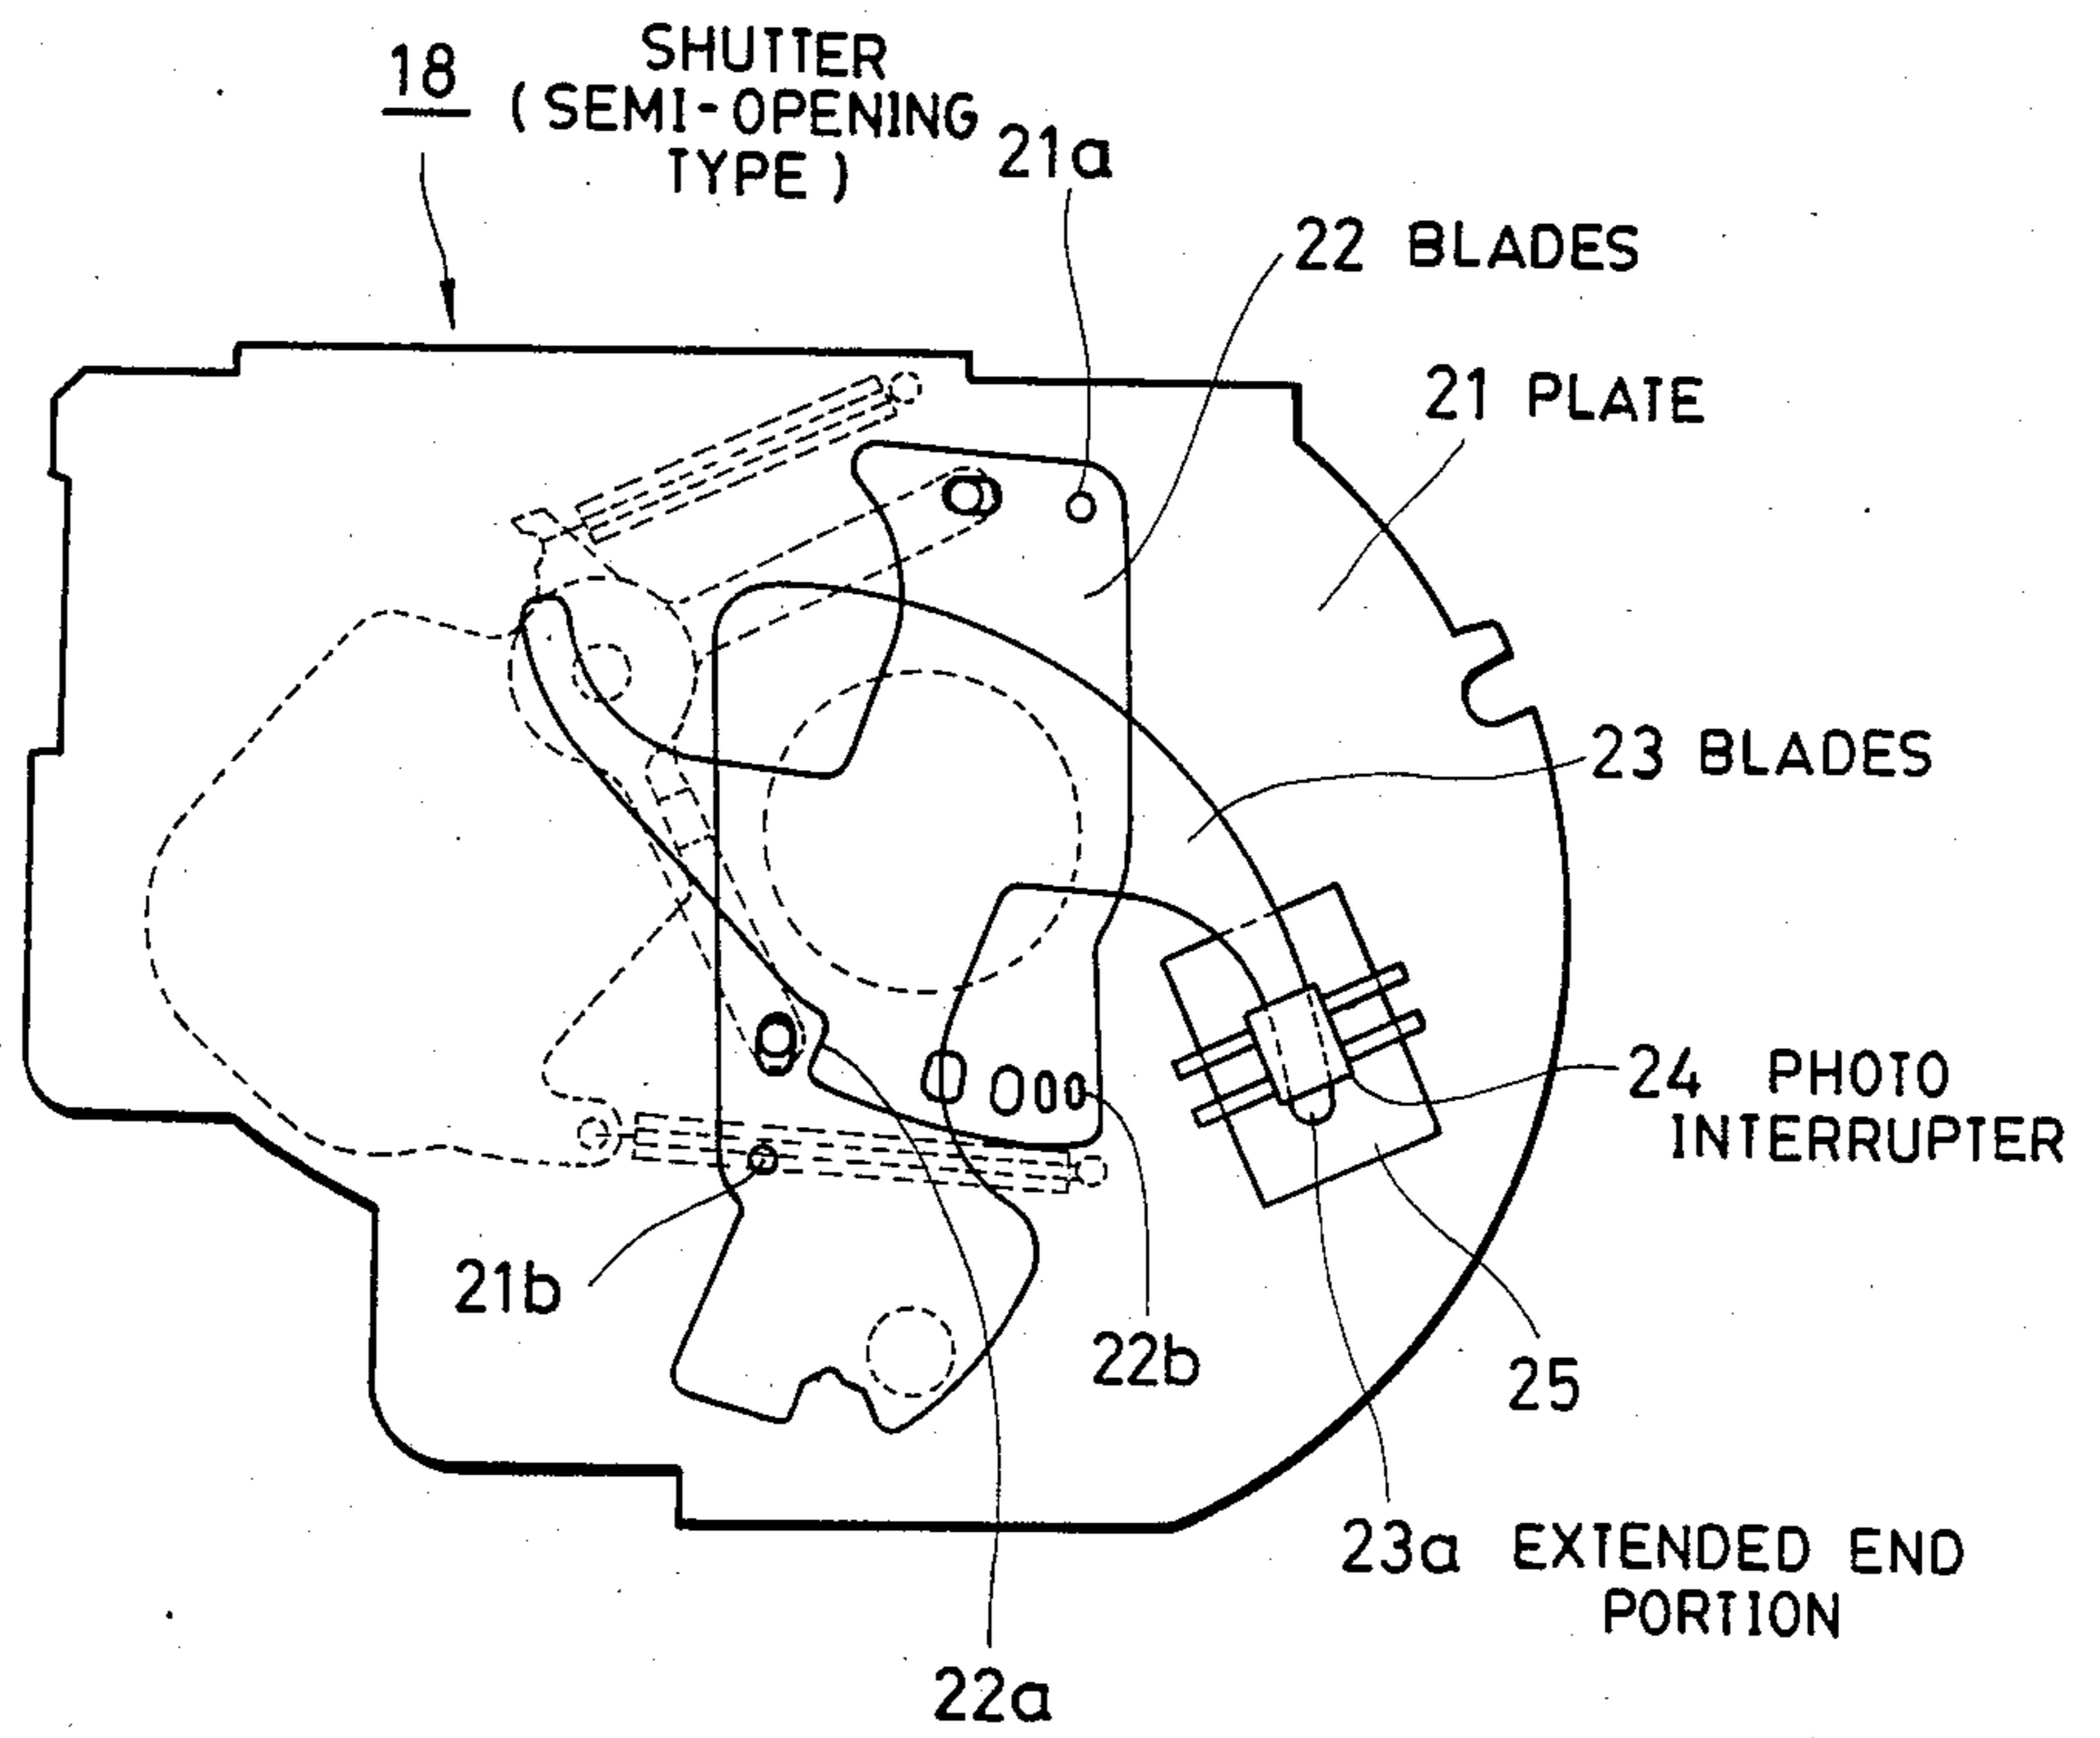 18
SHUTTER
(SEMI-OPENING
TYPE)
21a
22 BLADES
21 PLATE
23 BLADES
24 PHOTO
INTERRUPTER
21b
22b
25
23a EXTENDED END
PORTION
22a